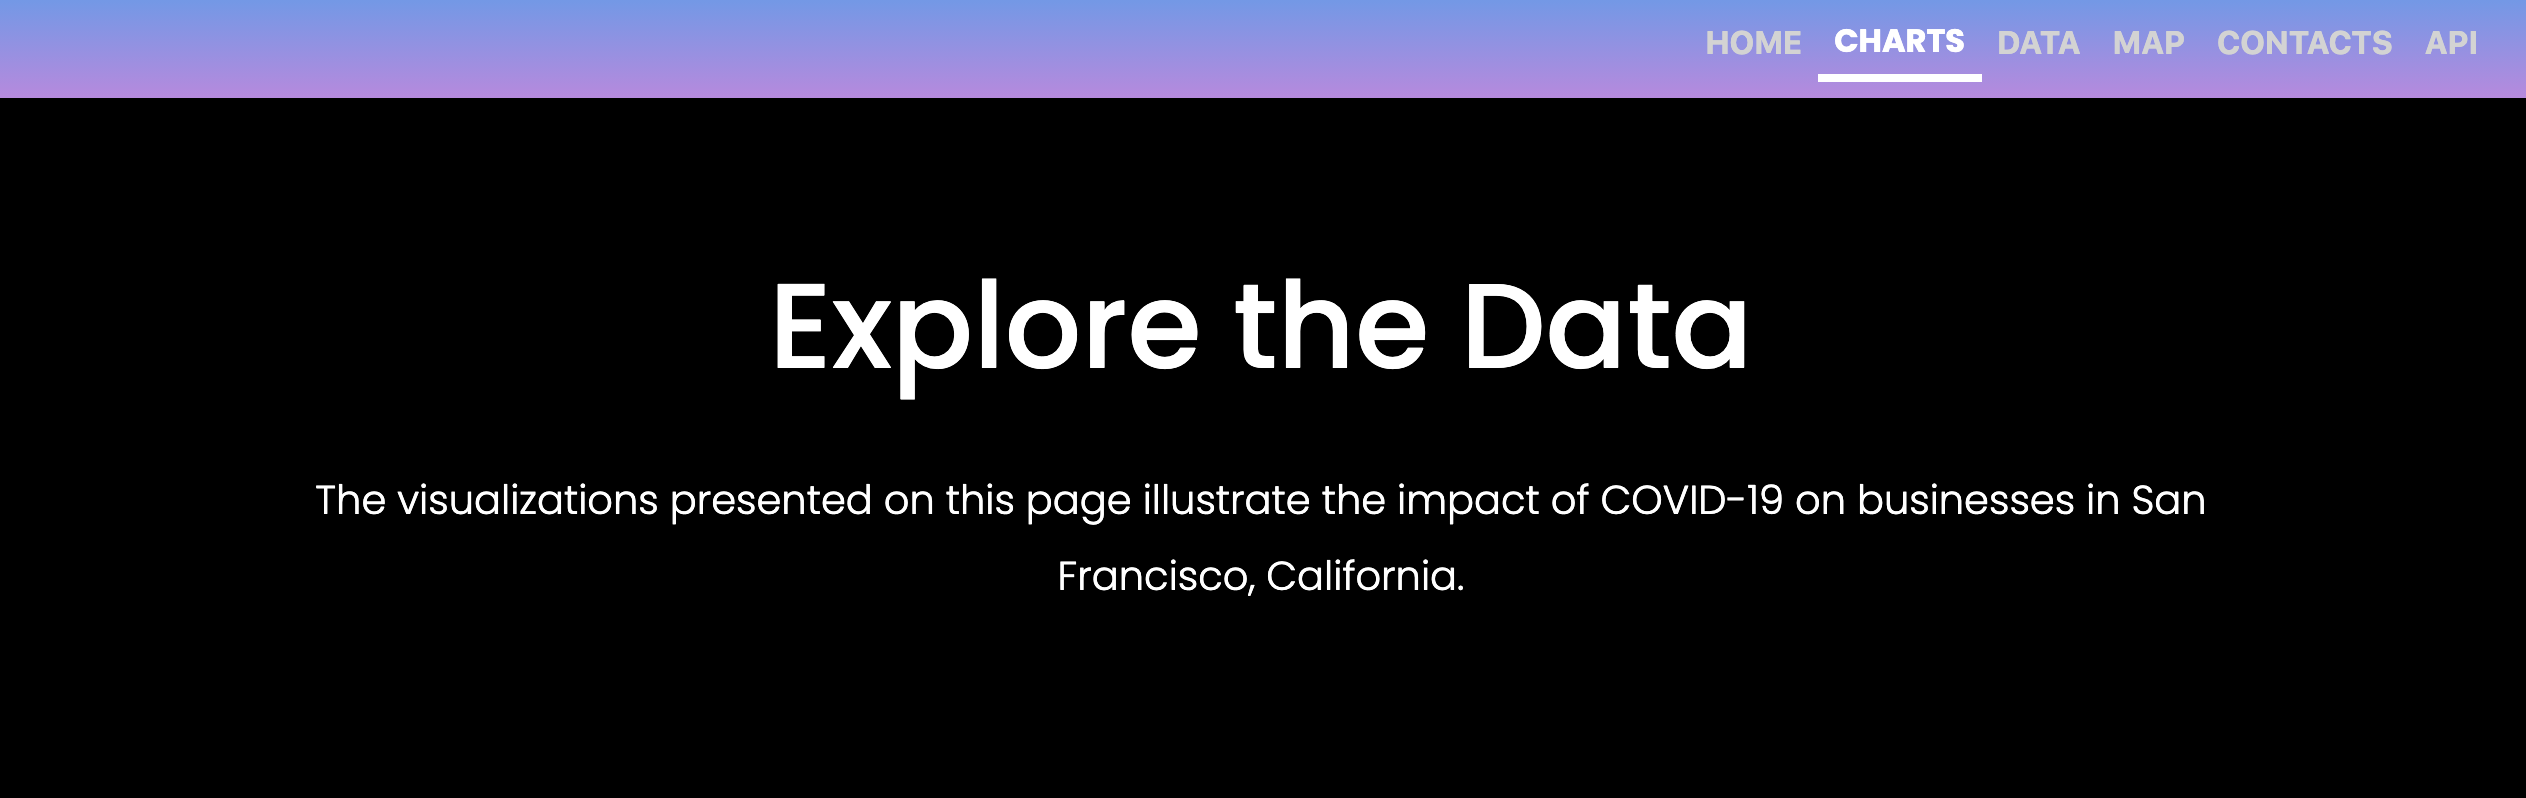 HOME CHARTS DATA MAP CONTACTS API
Explore the Data
The visualizations presented on this page illustrate the impact of COVID-19 on businesses in San
Francisco, California.